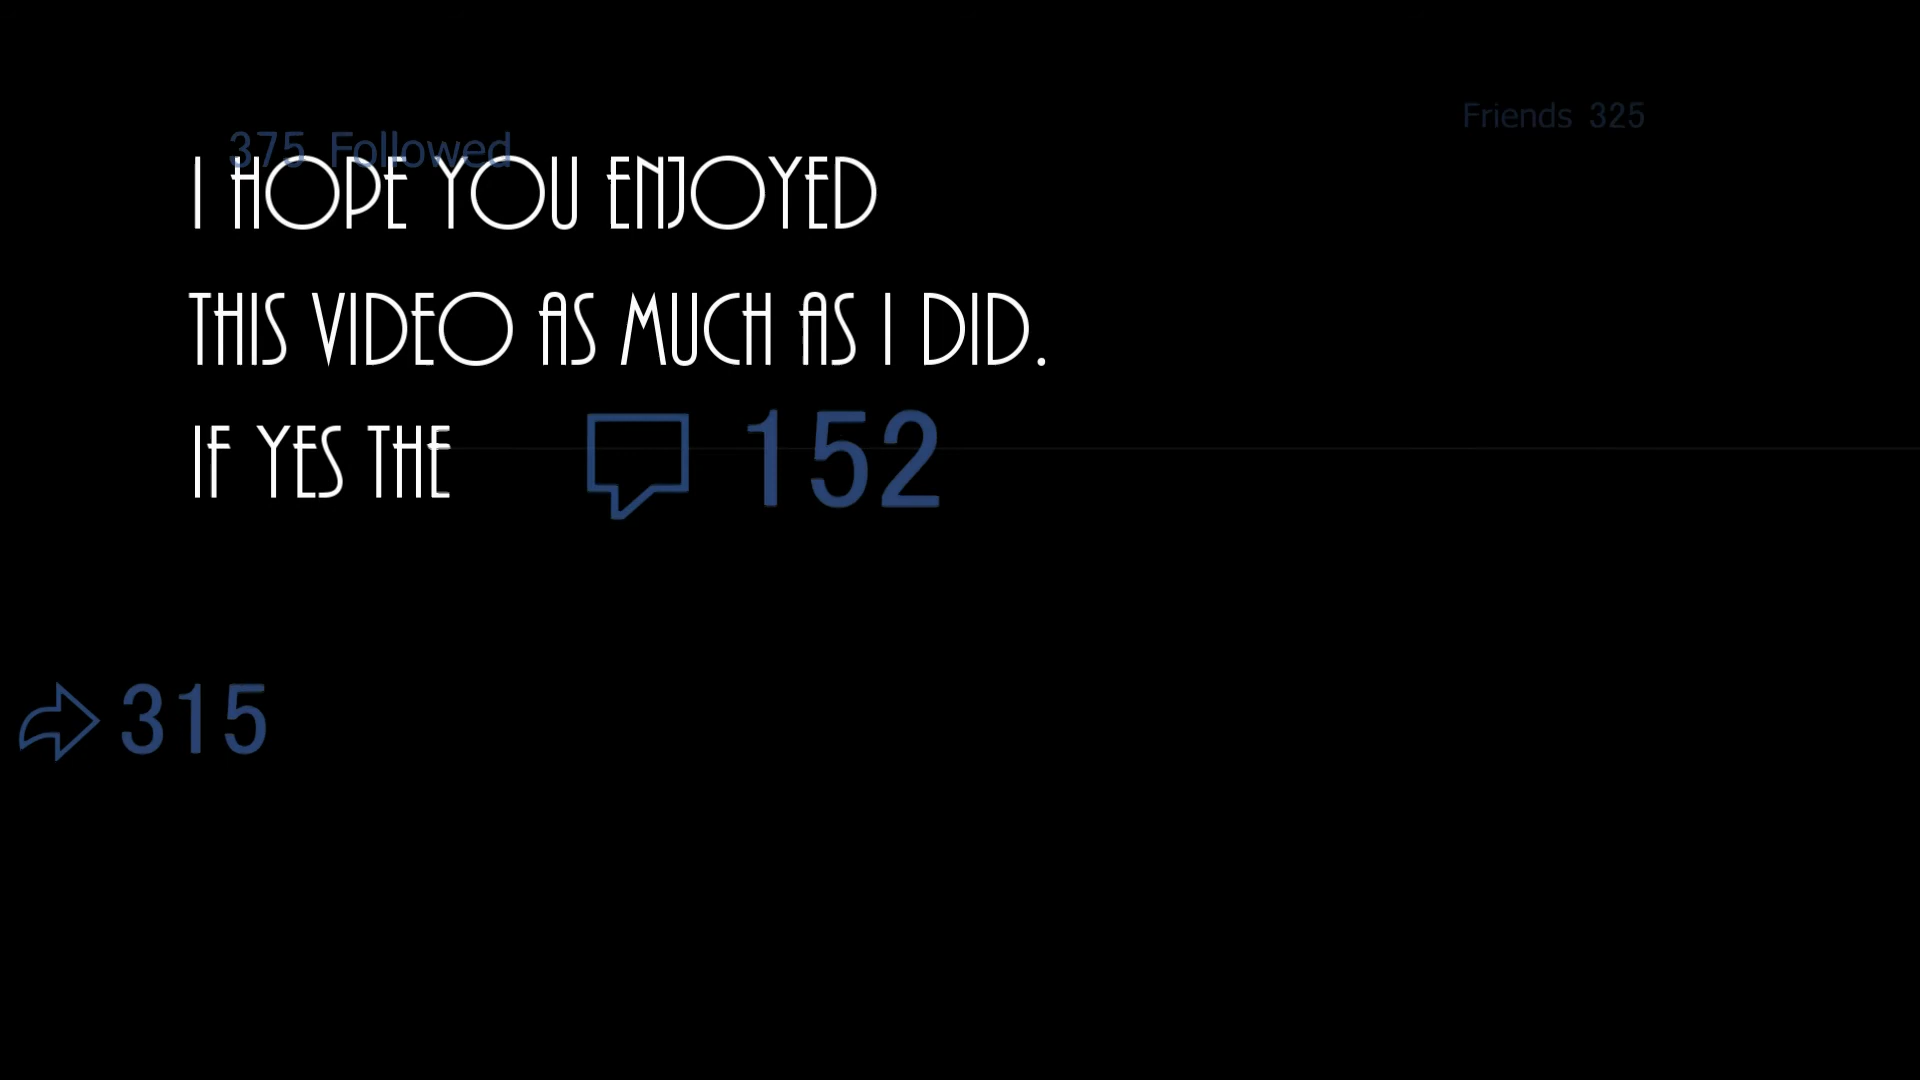 Friends 325
375 Followed
I HOPE YOU ENJOYED
THIS VIDEO AS MUCH AS I DID.
IF YES THE
152
315